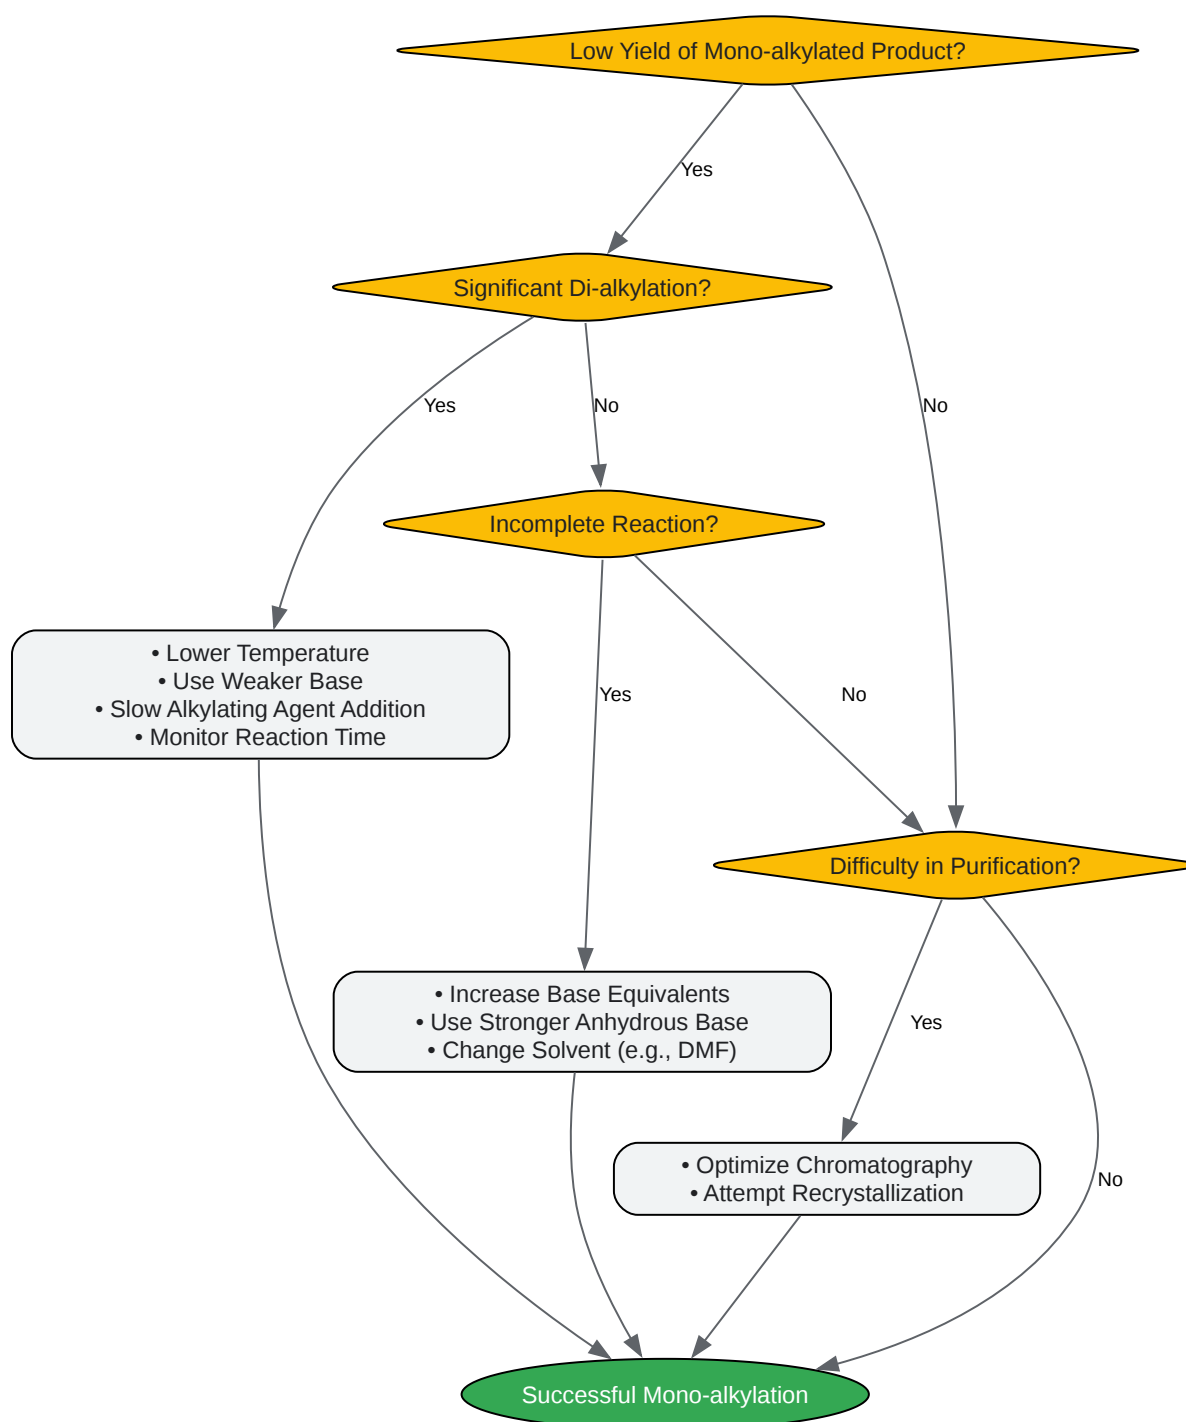 Low Yield of Mono-alkylated Product?
Yes
Significant Di-alkylation?
Yes
No
No
Incomplete Reaction?
• Lower Temperature
• Use Weaker Base
• Slow Alkylating Agent Addition
• Monitor Reaction Time
Yes
No
Difficulty in Purification?
• Increase Base Equivalents
• Use Stronger Anhydrous Base
• Change Solvent (e.g., DMF)
Yes
• Optimize Chromatography
• Attempt Recrystallization
No
Successful Mono-alkylation